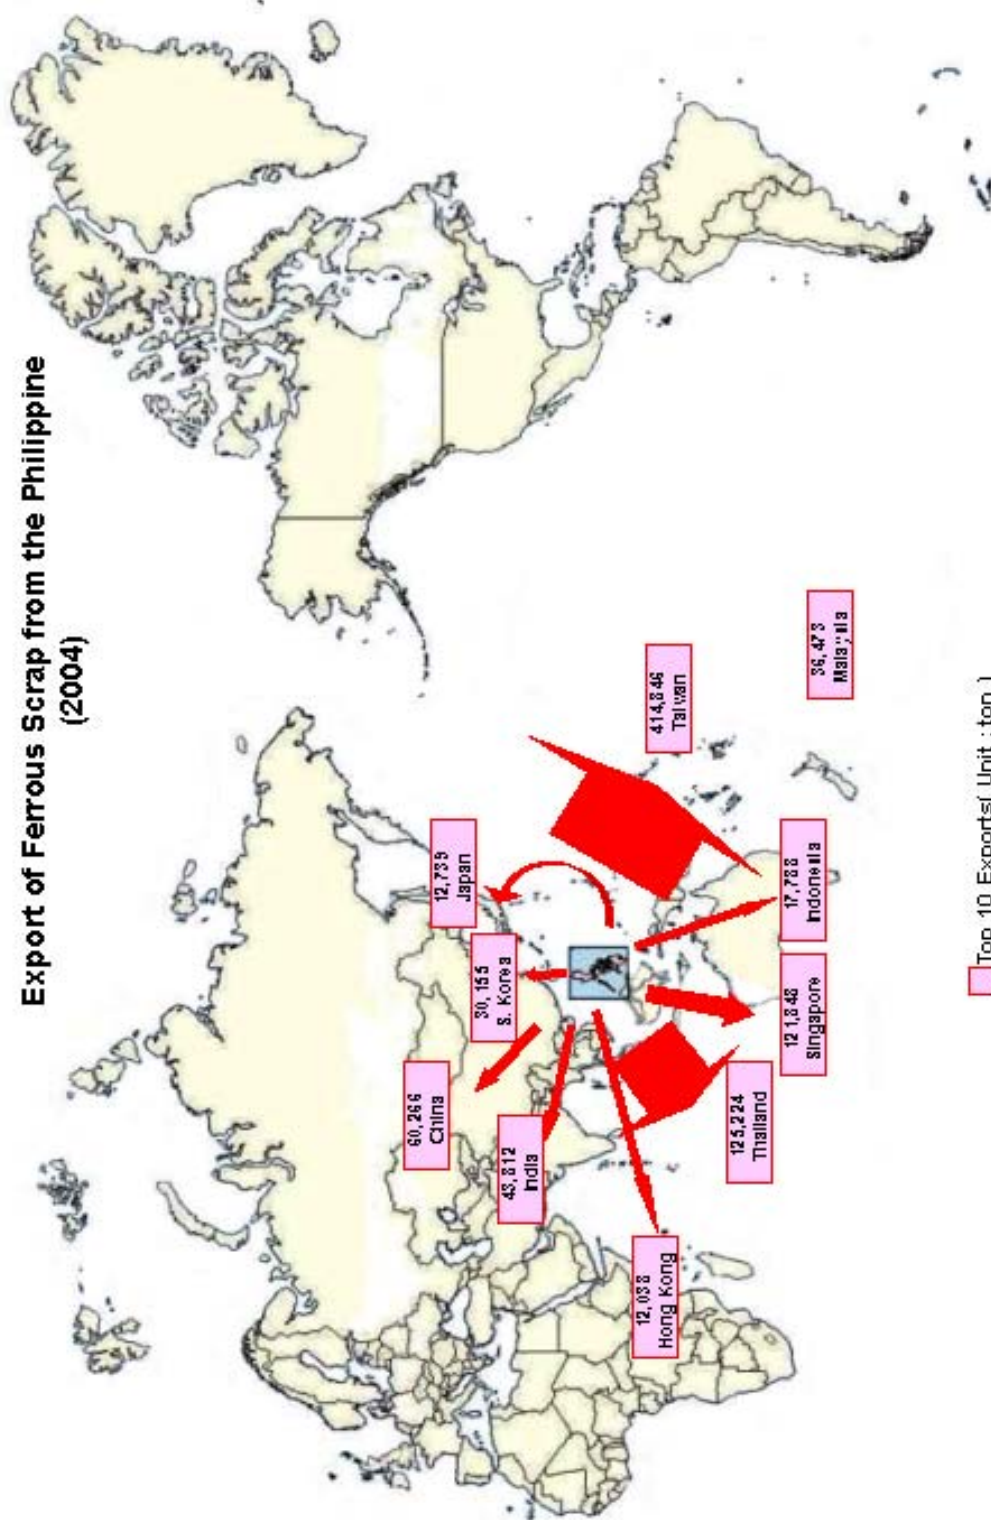 Export of Ferrous Scrap from the Philippine
(2004)
12,739
Japan
30,155
S. Korea
60,266
China
43,812
India
12,038
Hong Kong
125,224
Thailand
121,848
Singapore
17,788
Indonesia
414,846
Taiwan
36,473
Malaysia
Top 10 Exports( Unit : ton )